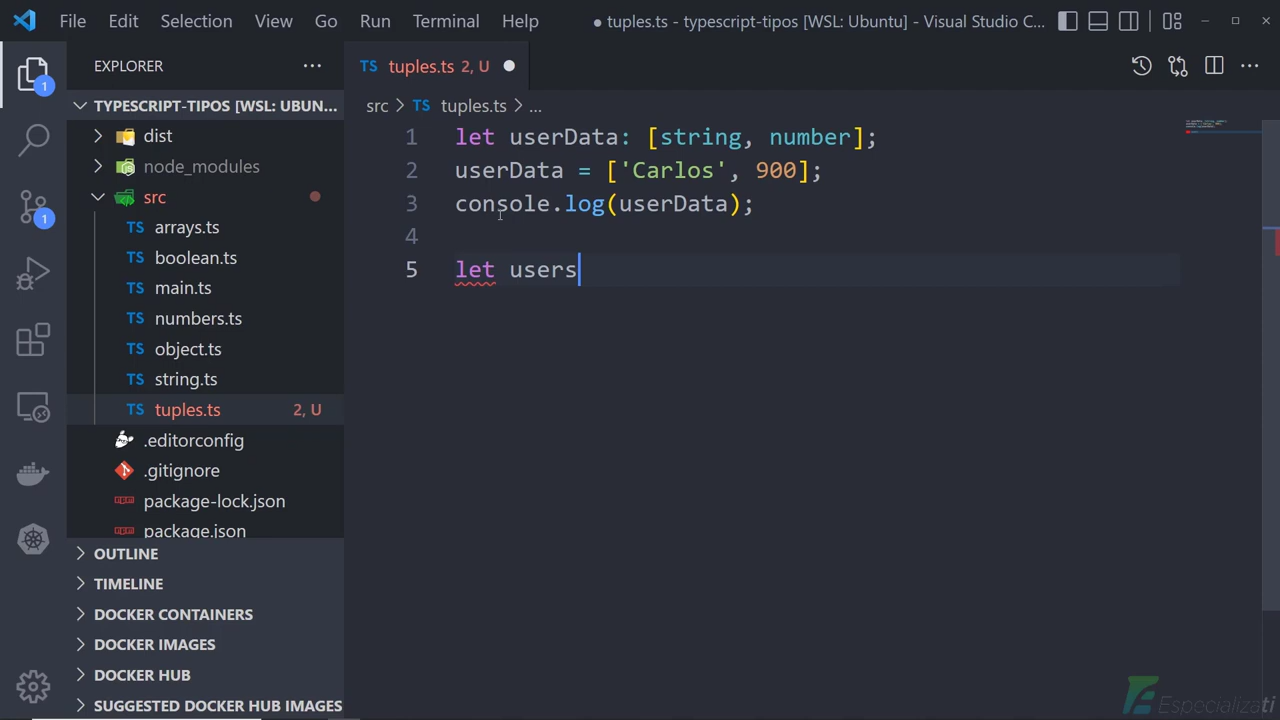 File Edit Selection View Go Run Terminal Help ● tuples.ts - typescript-tipos [WSL: Ubuntu] - Visual Studio C...
EXPLORER ...
TYPESCRIPT-TIPOS [WSL: UBUN...
dist
node_modules
src
TS arrays.ts
TS boolean.ts
TS main.ts
TS numbers.ts
TS object.ts
TS string.ts
TS tuples.ts 2, U
.editorconfig
.gitignore
package-lock.json
package.json
OUTLINE
TIMELINE
DOCKER CONTAINERS
DOCKER IMAGES
DOCKER HUB
SUGGESTED DOCKER HUB IMAGES
1
1
TS tuples.ts 2, U ●
src > TS tuples.ts > ...
1 let userData: [string, number];
2 userData = ['Carlos', 900];
3 console.log(userData);
4
5 let users
Especializati